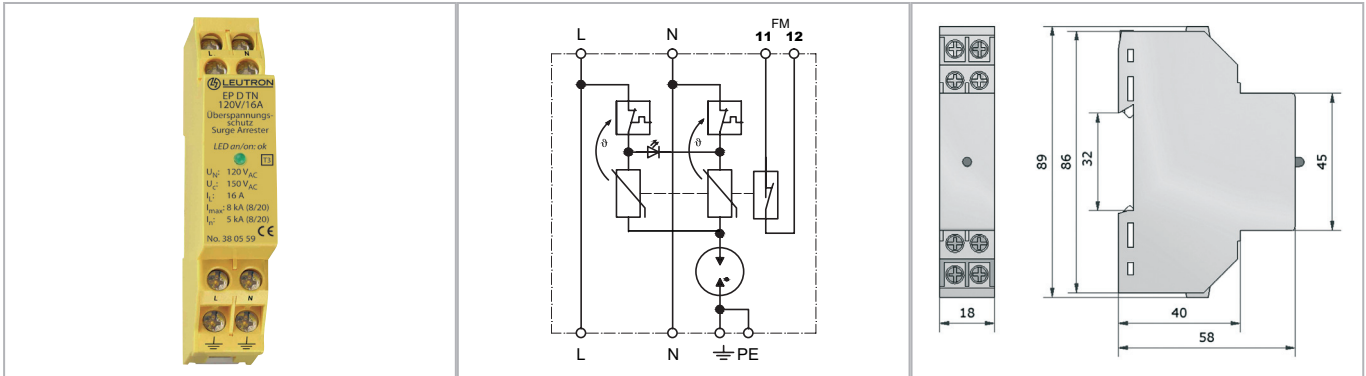 L N
LEUTRON
EP D TN
120V/16A
Überspannungs-
schutz
Surge Arrester
LED an/on: ok
T3
UN: 120 VAC
UC: 150 VAC
IL: 16 A
Imax: 8 kA (8/20)
In: 5 kA (8/20)
CE
No. 38 05 59
L N
L N FM
11 12
ϑ ϑ
L N PE
89
86
32
45
18
40
58